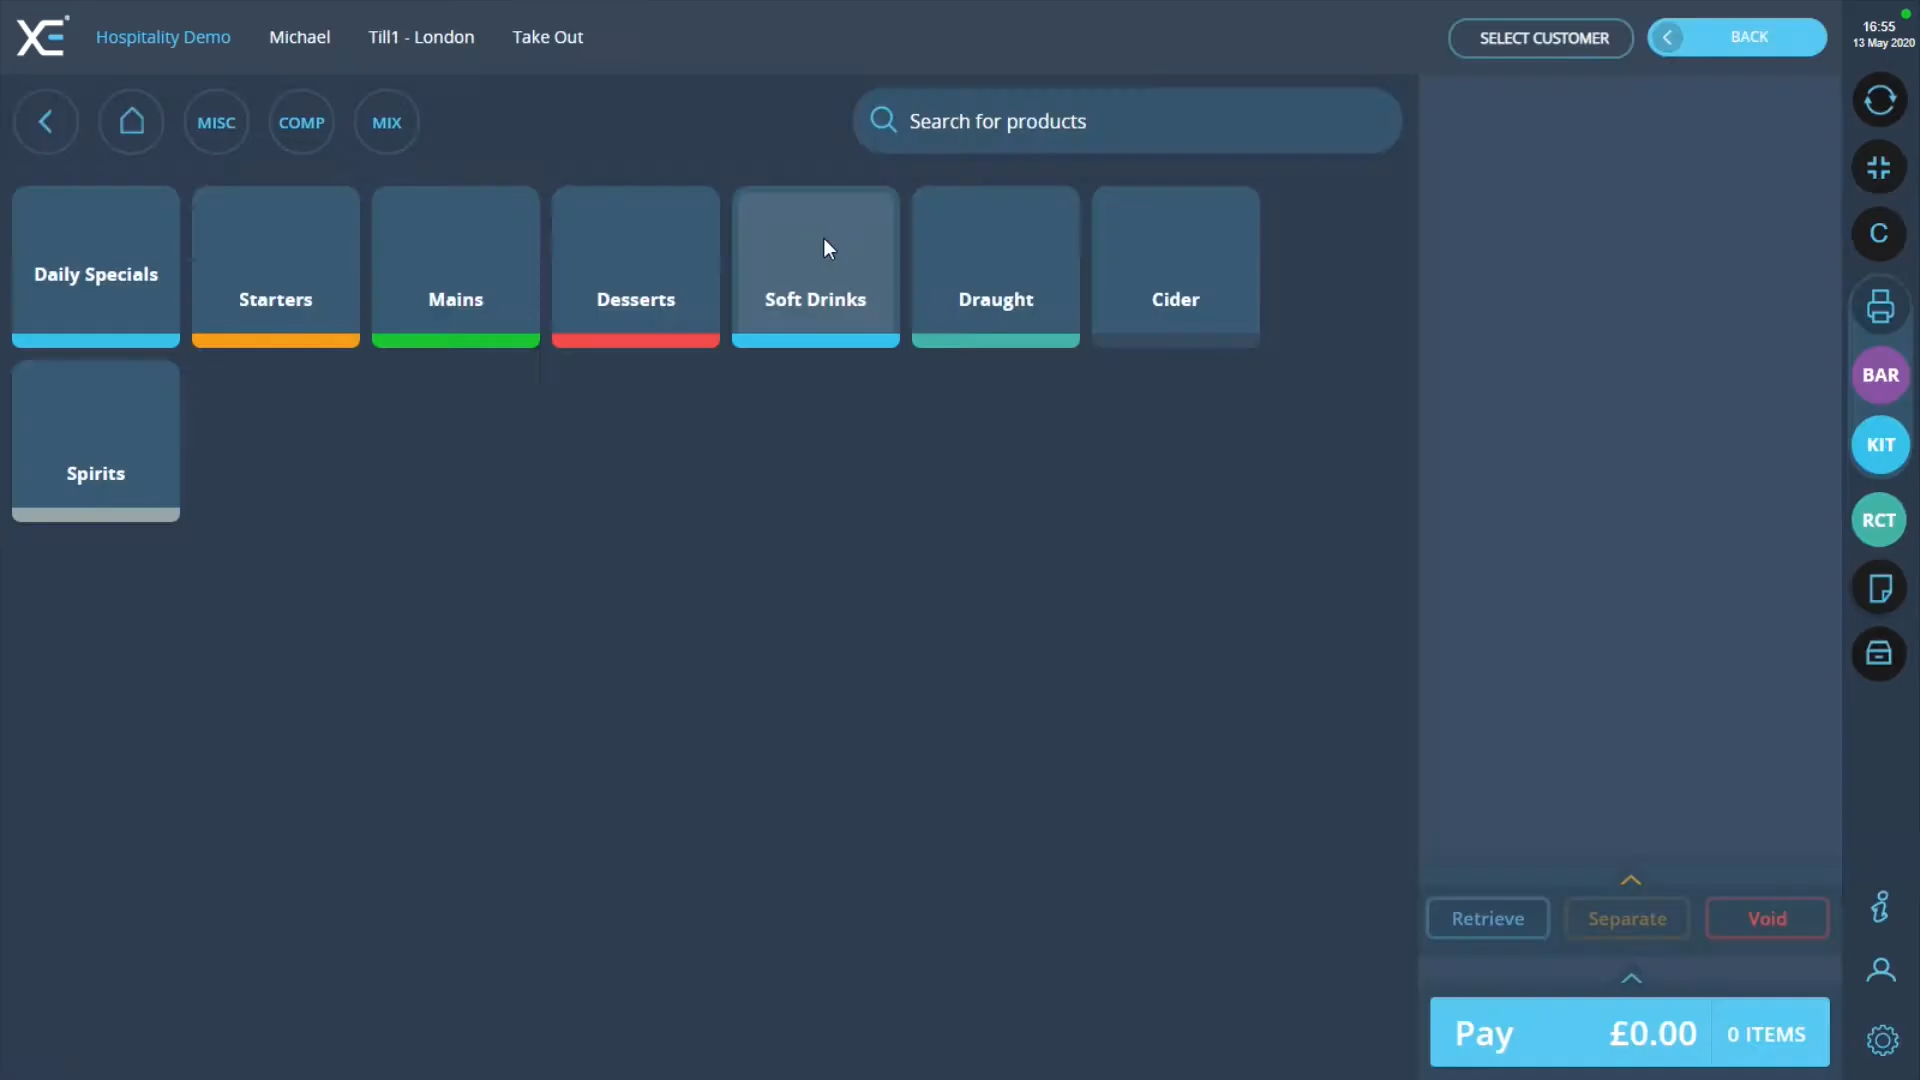 XE Hospitality Demo Michael Till1 - London Take Out SELECT CUSTOMER BACK 16:55
13 May 2020
MISC COMP MIX Search for products
C
Daily Specials Starters Mains Desserts Soft Drinks Draught Cider
BAR
KIT
Spirits
RCT
Retrieve Separate Void
Pay £0.00 0 ITEMS